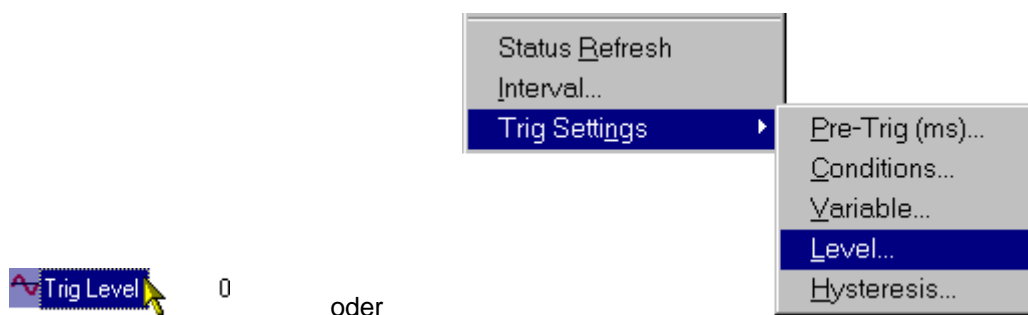 Status Refresh
Interval...
Trig Settings
Pre-Trig (ms)...
Conditions...
Variable...
Level...
Hysteresis...
Trig Level 0
oder